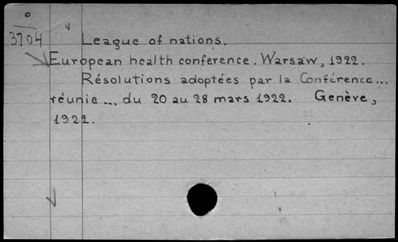 3704
League of nations.
European health conference. Warsaw, 1922.
Résolutions adoptées par la Conférence...
réunie ... du 20 au 28 mars 1922. Genève,
1922.